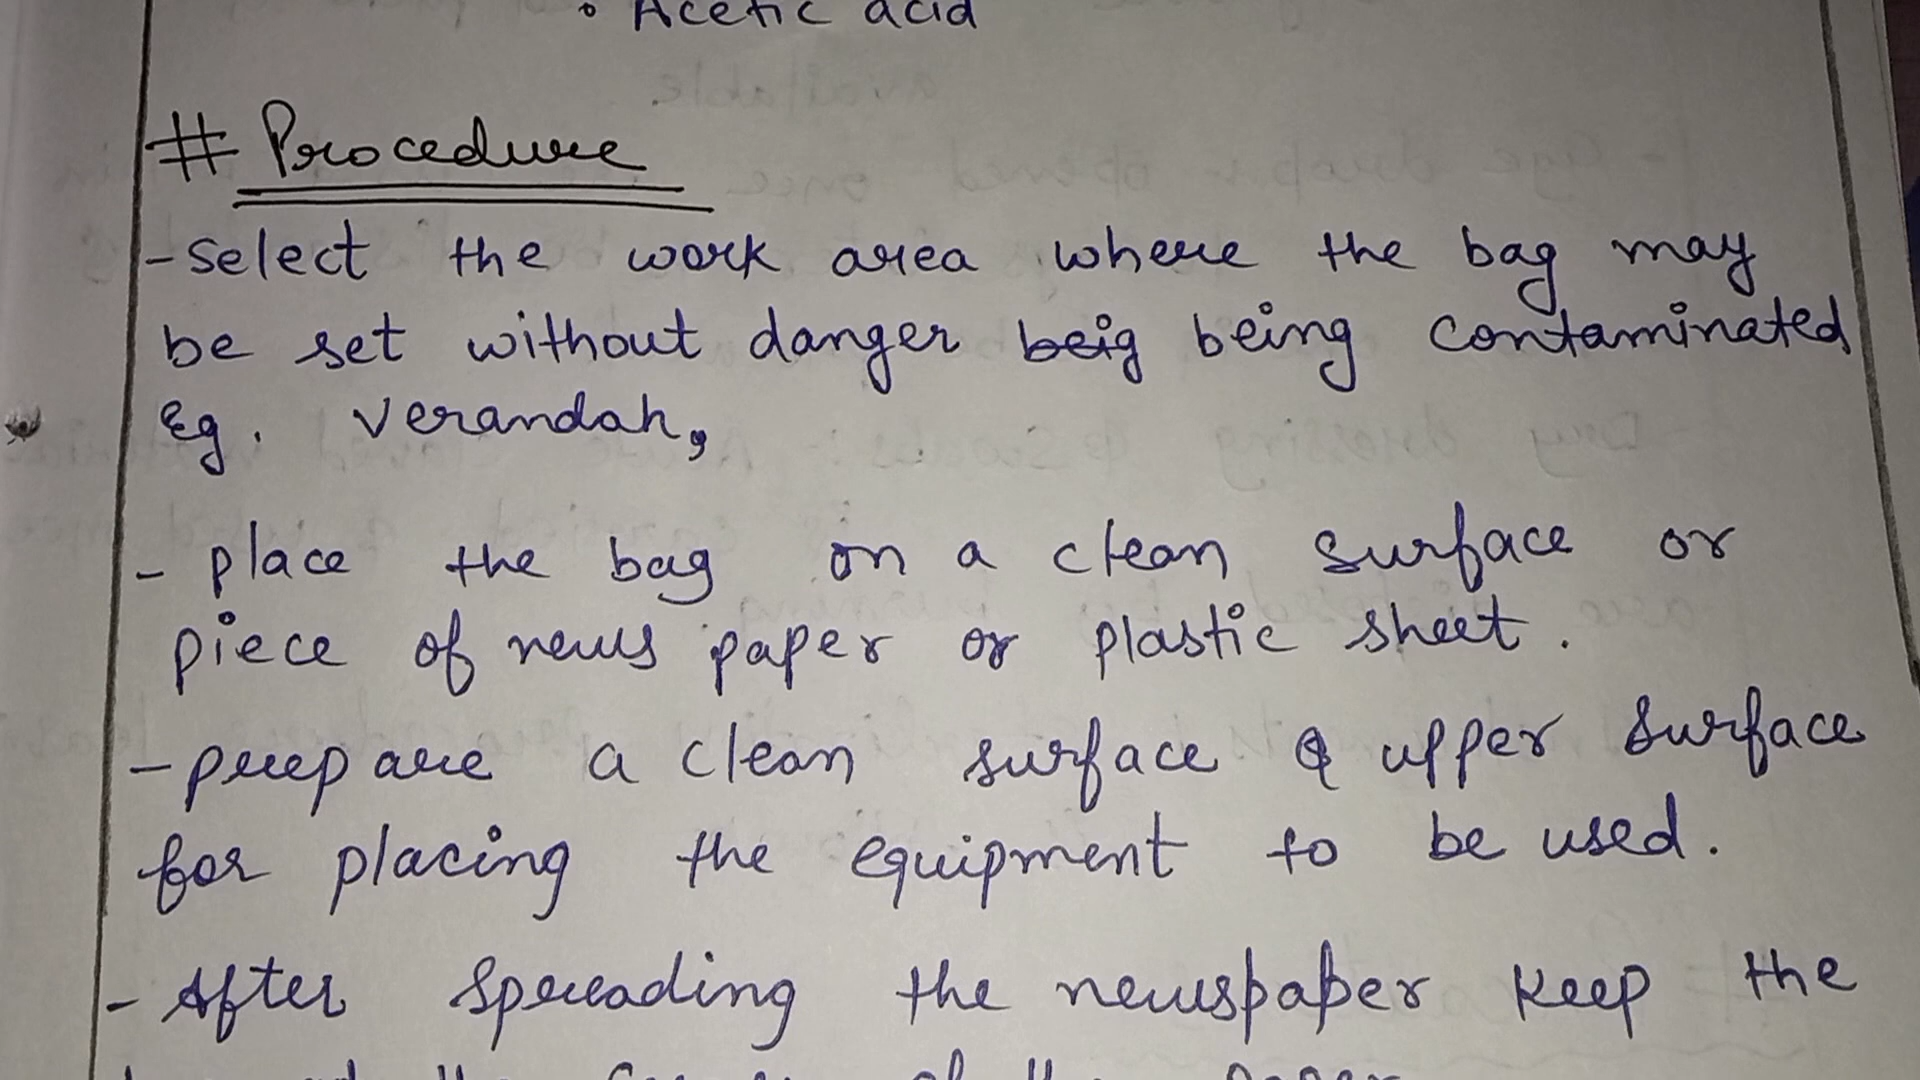 • Acetic acid
# Procedure
- select the work area where the bag may
be set without danger beig being contaminated
Eg. verandah,
- place the bag on a clean surface or
piece of news paper or plastic sheet.
- prepare a clean surface & upper surface
for placing the equipment to be used.
- After spreading the newspaper keep the